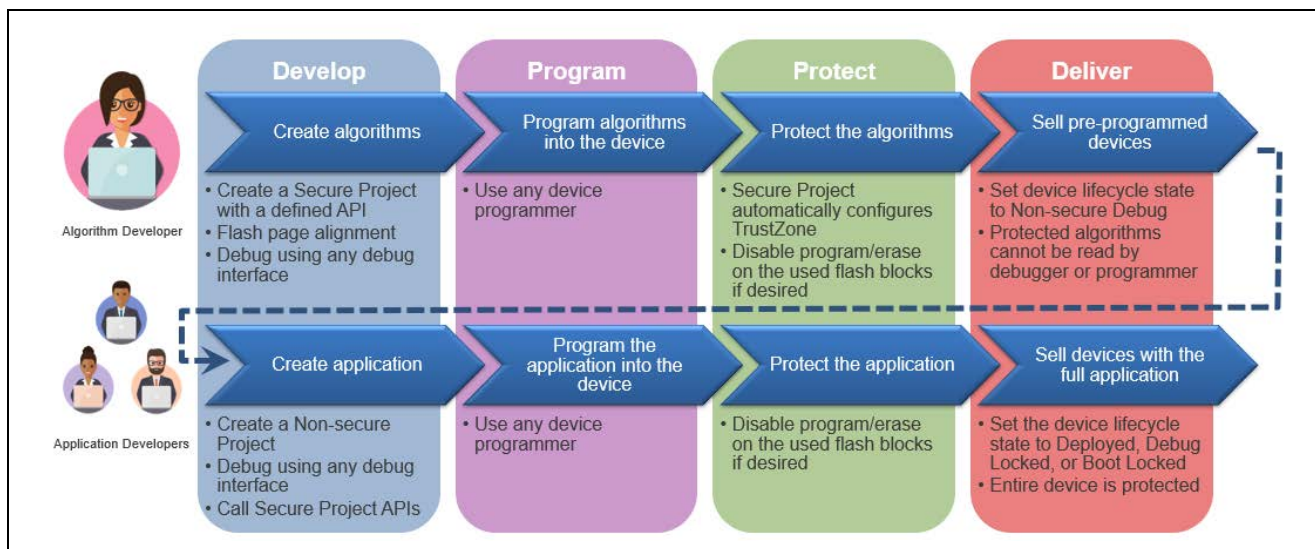 Develop
Program
Protect
Deliver
Create algorithms
Program algorithms
into the device
Protect the algorithms
Sell pre-programmed
devices
Algorithm Developer
• Create a Secure Project
with a defined API
• Flash page alignment
• Debug using any debug
interface
• Use any device
programmer
• Secure Project
automatically configures
TrustZone
• Disable program/erase
on the used flash blocks
if desired
• Set device lifecycle state
to Non-secure Debug
• Protected algorithms
cannot be read by
debugger or programmer
Create application
Program the
application into the
device
Protect the application
Sell devices with the
full application
Application Developers
• Create a Non-secure
Project
• Debug using any debug
interface
• Call Secure Project APIs
• Use any device
programmer
• Disable program/erase
on the used flash blocks
if desired
• Set the device lifecycle
state to Deployed, Debug
Locked, or Boot Locked
• Entire device is protected